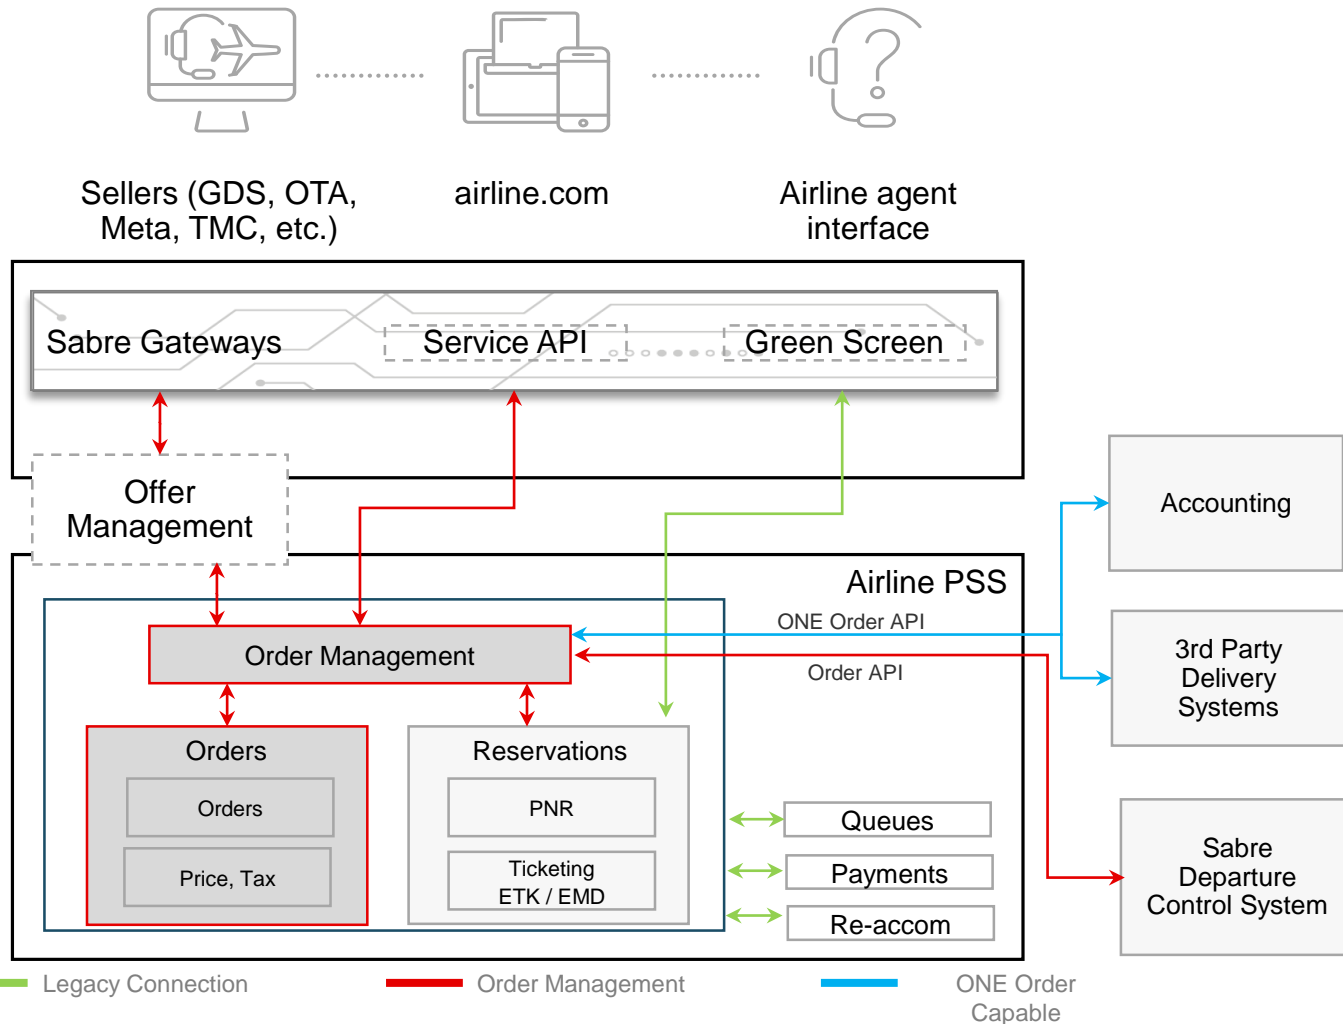 Sellers (GDS, OTA,
Meta, TMC, etc.)
airline.com
Airline agent
interface
Sabre Gateways
Service API
Green Screen
Offer
Management
Accounting
Airline PSS
ONE Order API
Order Management
Order API
3rd Party
Delivery
Systems
Orders
Orders
Price, Tax
Reservations
PNR
Ticketing
ETK / EMD
Queues
Payments
Re-accom
Sabre
Departure
Control System
Legacy Connection
Order Management
ONE Order
Capable